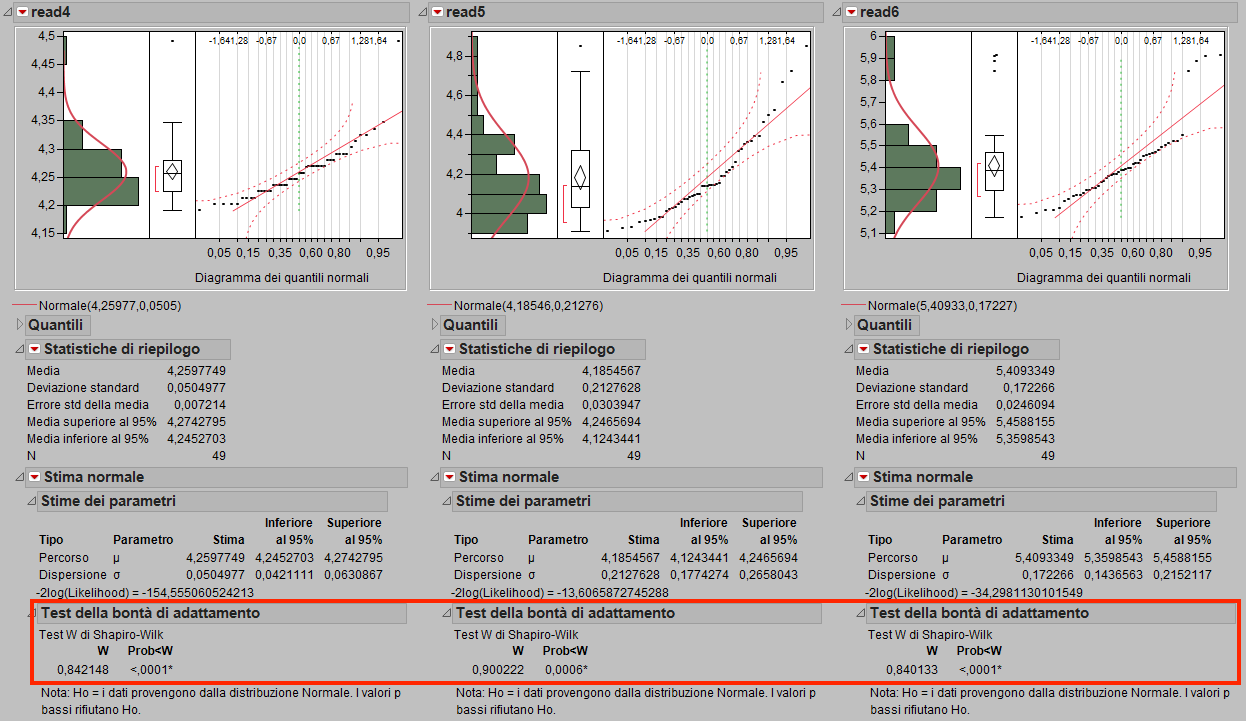 read4
4,5
4,45
4,4
4,35
4,3
4,25
4,2
4,15
-1,641,28 -0,67 0,0 0,67 1,281,64
0,05 0,15 0,35 0,60 0,80 0,95
Diagramma dei quantili normali
Normale(4,25977,0,0505)
Quantili
Statistiche di riepilogo
Media 4,2597749
Deviazione standard 0,0504977
Errore std della media 0,007214
Media superiore al 95% 4,2742795
Media inferiore al 95% 4,2452703
N 49
Stima normale
Stime dei parametri
Inferiore Superiore
Tipo Parametro Stima al 95% al 95%
Percorso μ 4,2597749 4,2452703 4,2742795
Dispersione σ 0,0504977 0,0421111 0,0630867
-2log(Likelihood) = -154,555060524213
Test della bontà di adattamento
Test W di Shapiro-Wilk
W Prob<W
0,842148 <,0001*
Nota: Ho = i dati provengono dalla distribuzione Normale. I valori p
bassi rifiutano Ho.
read5
4,8
4,6
4,4
4,2
4
-1,641,28 -0,67 0,0 0,67 1,281,64
0,05 0,15 0,35 0,60 0,80 0,95
Diagramma dei quantili normali
Normale(4,18546,0,21276)
Quantili
Statistiche di riepilogo
Media 4,1854567
Deviazione standard 0,2127628
Errore std della media 0,0303947
Media superiore al 95% 4,2465694
Media inferiore al 95% 4,1243441
N 49
Stima normale
Stime dei parametri
Inferiore Superiore
Tipo Parametro Stima al 95% al 95%
Percorso μ 4,1854567 4,1243441 4,2465694
Dispersione σ 0,2127628 0,1774274 0,2658043
-2log(Likelihood) = -13,6065872745288
Test della bontà di adattamento
Test W di Shapiro-Wilk
W Prob<W
0,900222 0,0006*
Nota: Ho = i dati provengono dalla distribuzione Normale. I valori p
bassi rifiutano Ho.
read6
6
5,9
5,8
5,7
5,6
5,5
5,4
5,3
5,2
5,1
-1,641,28 -0,67 0,0 0,67 1,281,64
0,05 0,15 0,35 0,60 0,80 0,95
Diagramma dei quantili normali
Normale(5,40933,0,17227)
Quantili
Statistiche di riepilogo
Media 5,4093349
Deviazione standard 0,172266
Errore std della media 0,0246094
Media superiore al 95% 5,4588155
Media inferiore al 95% 5,3598543
N 49
Stima normale
Stime dei parametri
Inferiore Superiore
Tipo Parametro Stima al 95% al 95%
Percorso μ 5,4093349 5,3598543 5,4588155
Dispersione σ 0,172266 0,1436563 0,2152117
-2log(Likelihood) = -34,2981130101549
Test della bontà di adattamento
Test W di Shapiro-Wilk
W Prob<W
0,840133 <,0001*
Nota: Ho = i dati provengono dalla distribuzione Normale. I valori p
bassi rifiutano Ho.